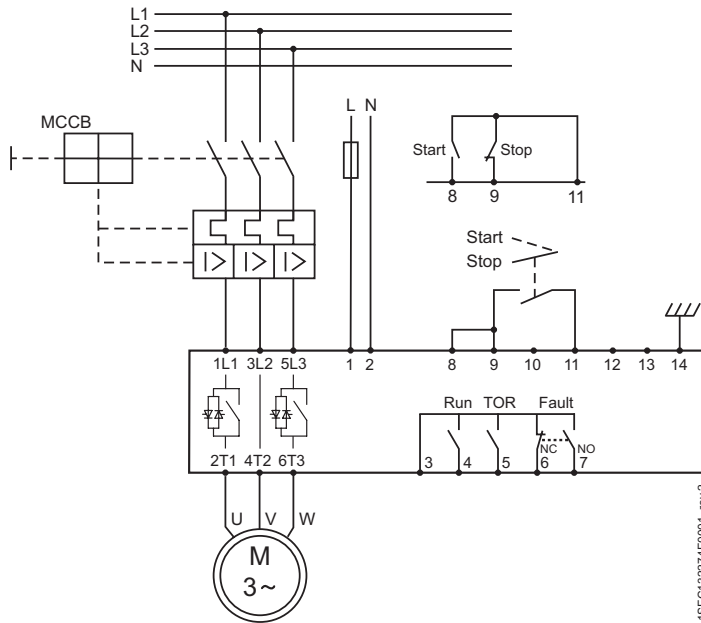 L1
L2
L3
N
MCCB
L N
Start Stop
8 9 11
Start
Stop
I> I> I>
1L1 3L2 5L3 1 2 8 9 10 11 12 13 14
Run TOR Fault
NC NO
2T1 4T2 6T3 3 4 5 6 7
U V W
M
3~